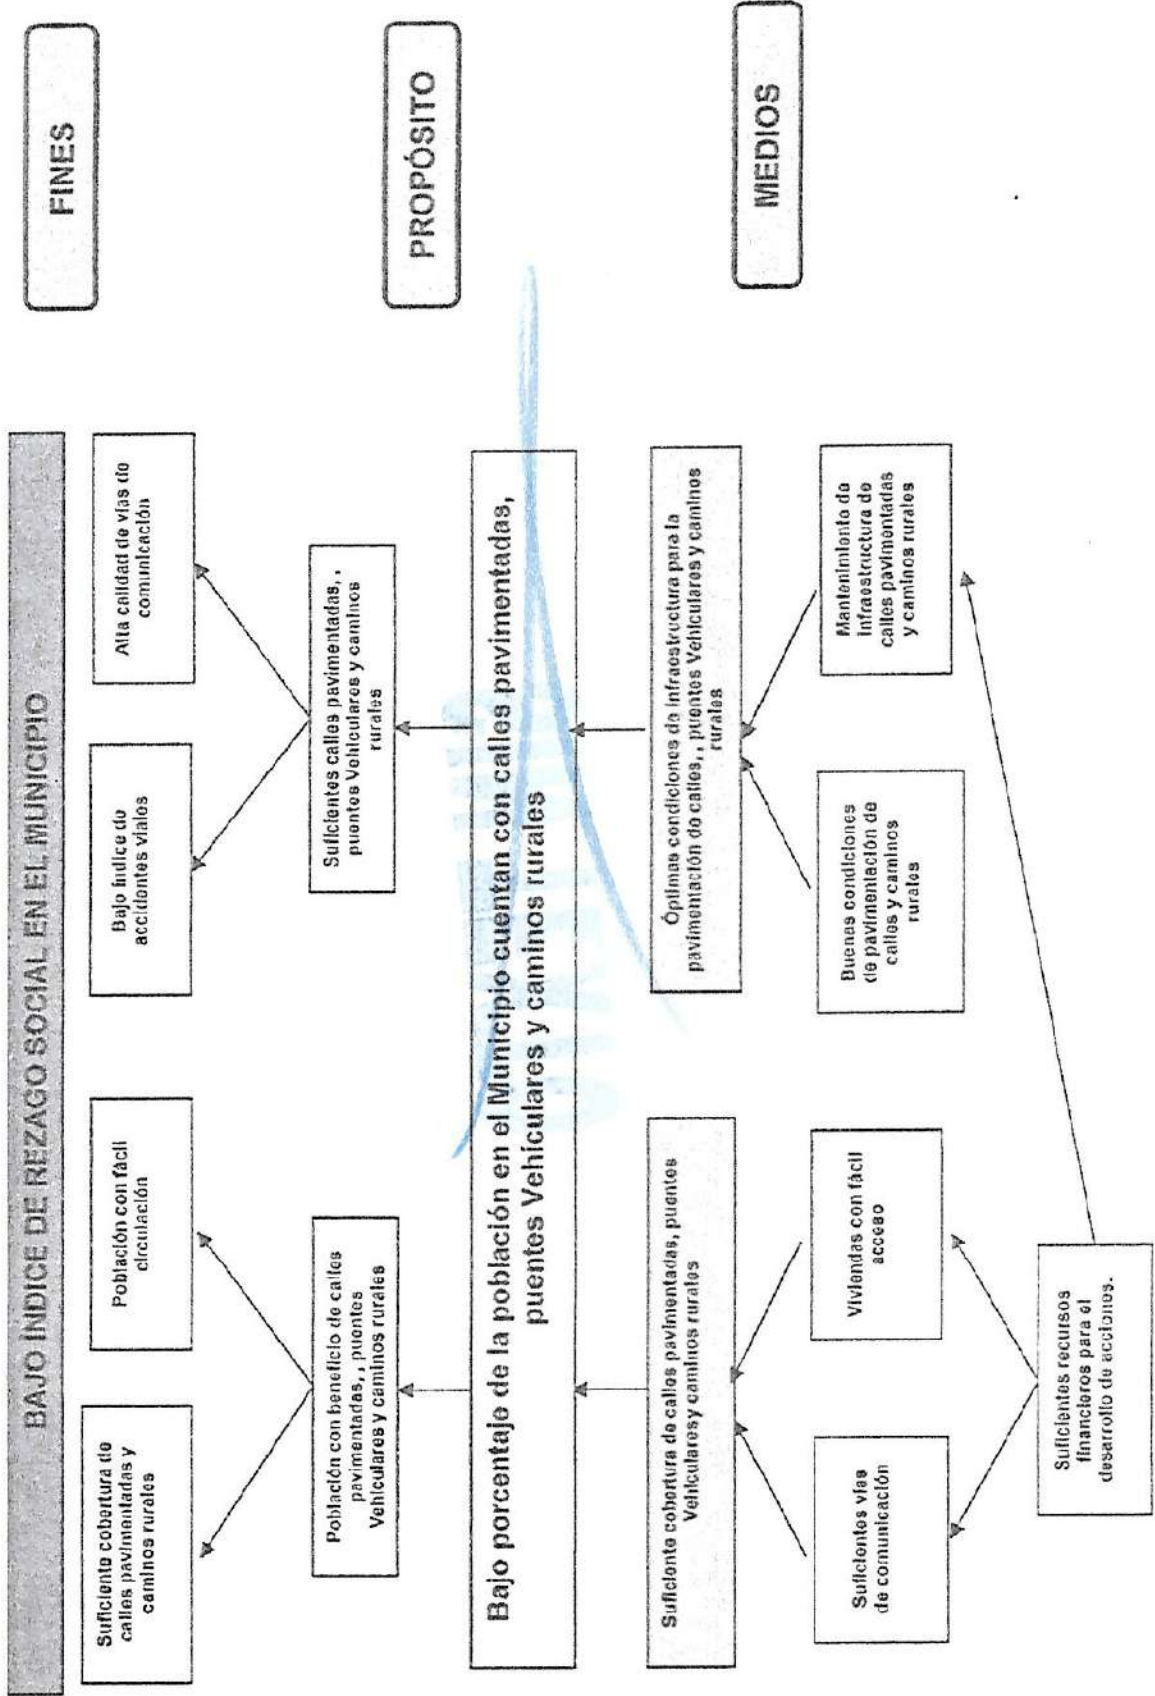 BAJO ÍNDICE DE REZAGO SOCIAL EN EL MUNICIPIO
FINES
Suficiente cobertura de
calles pavimentadas y
caminos rurales
Población con fácil
circulación
Bajo índice de
accidentes viales
Alta calidad de vías de
comunicación
Población con beneficio de calles
pavimentadas, , puentes
Vehiculares y caminos rurales
Suficientes calles pavimentadas, ,
puentes Vehiculares y caminos
rurales
PROPÓSITO
Bajo porcentaje de la población en el Municipio cuentan con calles pavimentadas,
puentes Vehículares y caminos rurales
MEDIOS
Suficiente cobertura de calles pavimentadas, puentes
Vehiculares y caminos rurales
Óptimas condiciones de infraestructura para la
pavimentación de calles, , puentes Vehiculares y caminos
rurales
Suficientes vías
de comunicación
Viviendas con fácil
acceso
Buenas condiciones
de pavimentación de
calles y caminos
rurales
Mantenimiento de
infraestructura de
calles pavimentadas
y caminos rurales
Suficientes recursos
financieros para el
desarrollo de acciones.